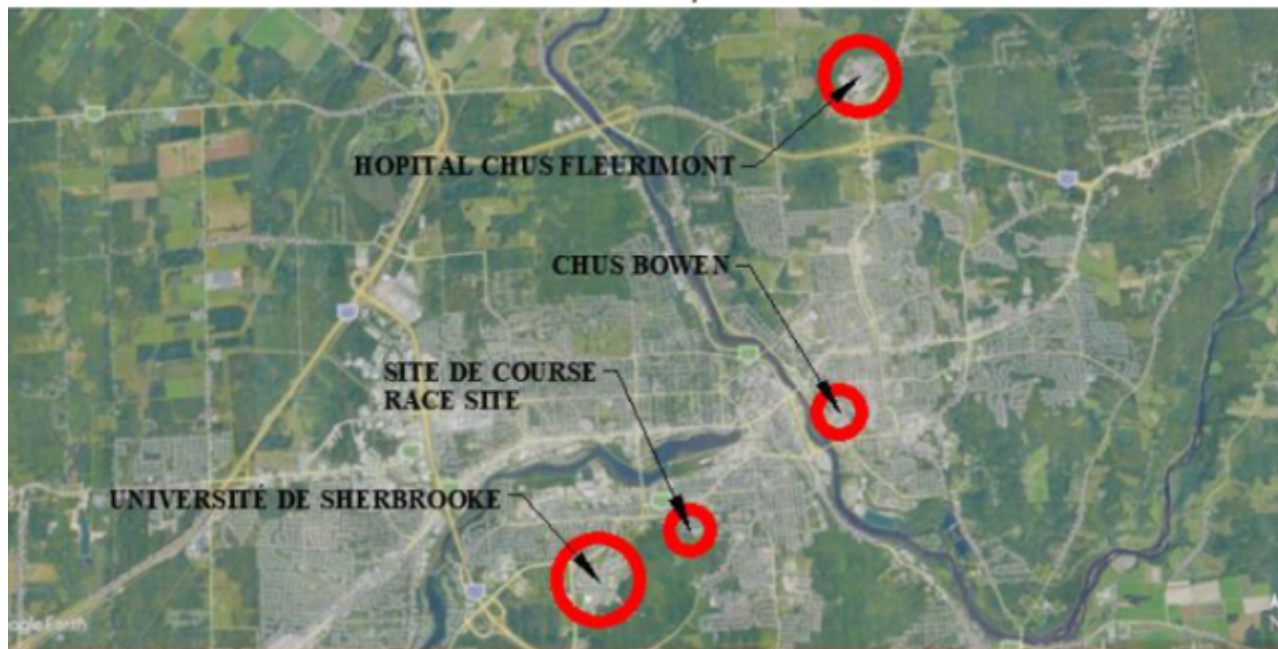 HOPITAL CHUS FLEURIMONT
CHUS BOWEN
SITE DE COURSE
RACE SITE
UNIVERSITÉ DE SHERBROOKE
ogle Earth
N